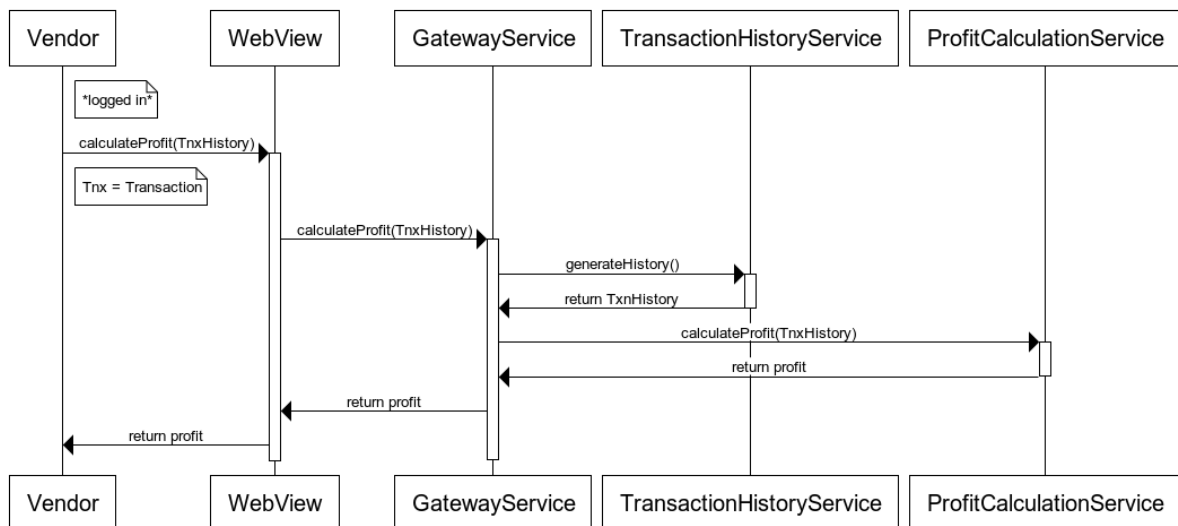 Vendor
WebView
GatewayService
TransactionHistoryService
ProfitCalculationService
*logged in*
calculateProfit(TnxHistory)
Tnx = Transaction
calculateProfit(TnxHistory)
generateHistory()
return TxnHistory
calculateProfit(TnxHistory)
return profit
return profit
return profit
Vendor
WebView
GatewayService
TransactionHistoryService
ProfitCalculationService